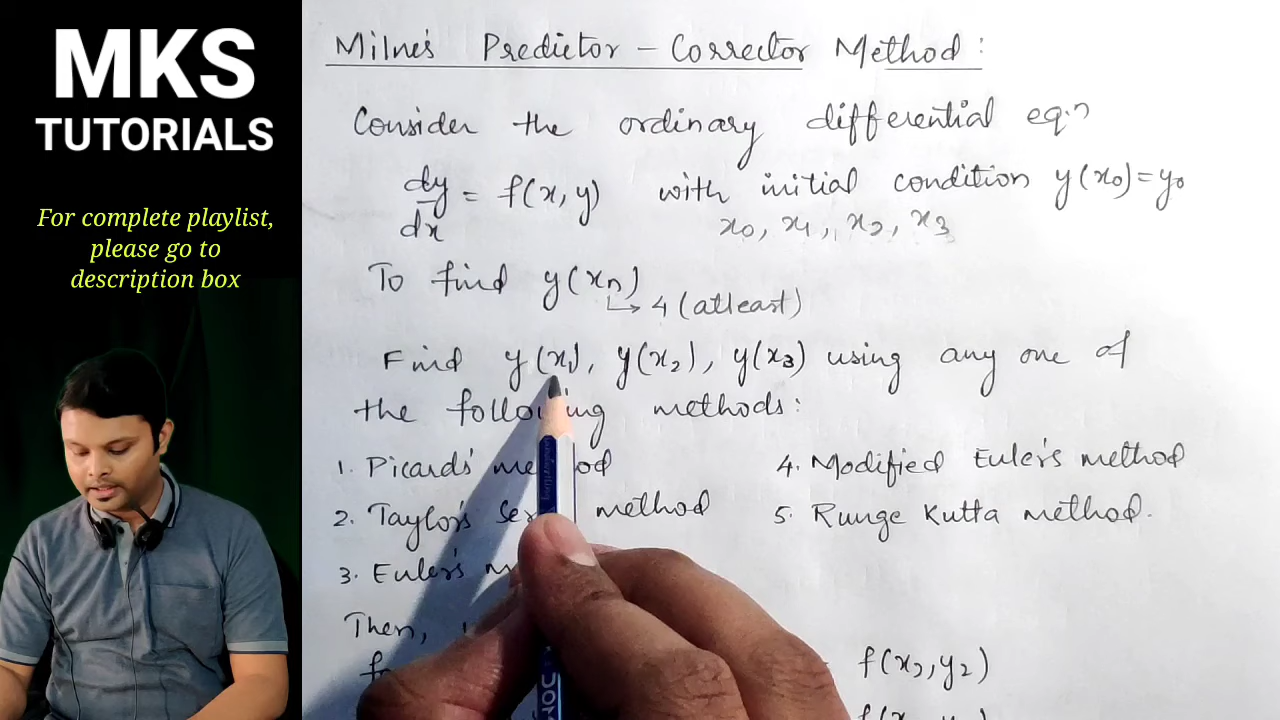 MKS
TUTORIALS
For complete playlist,
please go to
description box
Milne's Predictor - Corrector Method :
Consider the ordinary differential eq.n
dy/dx = f(x, y) with initial condition y(x0) = y0
x0, x1, x2, x3
To find y(xn)
↳ 4 (atleast)
Find y(x1), y(x2), y(x3) using any one of
the following methods:
1. Picards' method
4. Modified Euler's method
2. Taylor's method
5. Runge Kutta method.
3. Euler's
Then,
f(x2, y2)